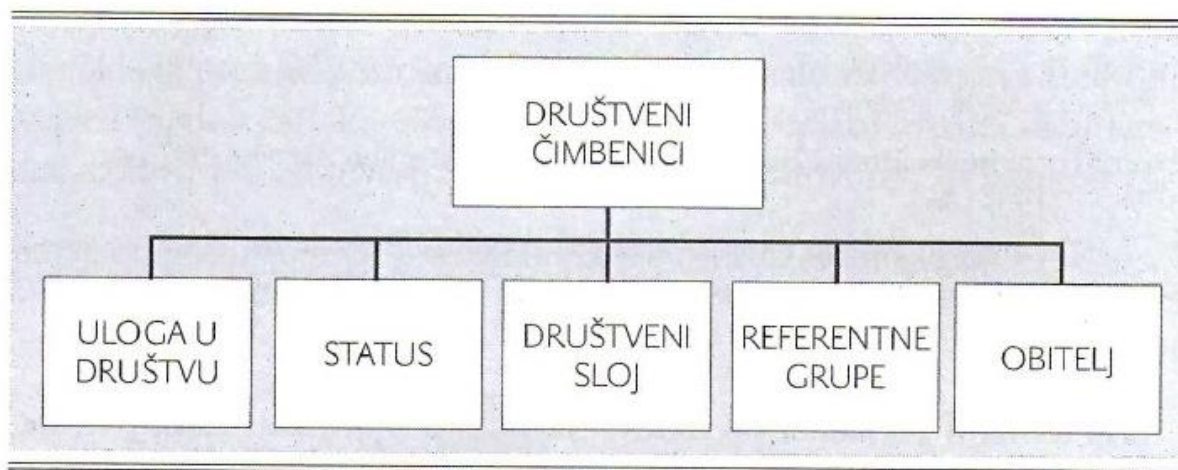 DRUŠTVENI
ČIMBENICI
ULOGA U
DRUŠTVU
STATUS
DRUŠTVENI
SLOJ
REFERENTNE
GRUPE
OBITELJ